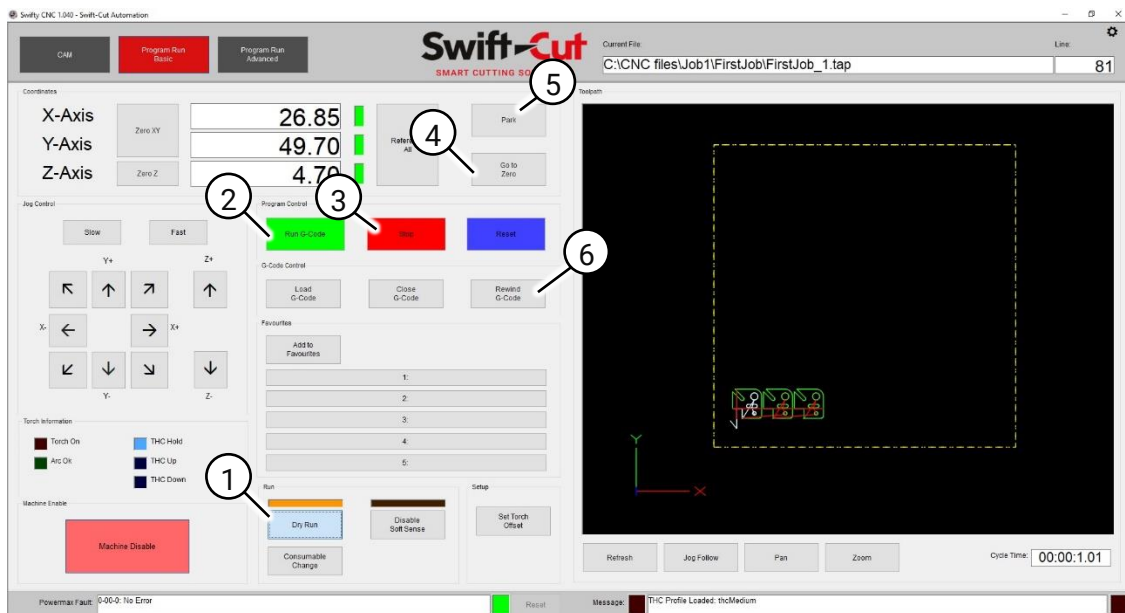 Swifty CNC 1.040 - Swift-Cut Automation
CAM
Program Run
Basic
Program Run
Advanced
Swift-Cut
SMART CUTTING SO
Current File:
C:\CNC files\Job1\FirstJob\FirstJob_1.tap
Line:
81
Coordinates
X-Axis
Y-Axis
Z-Axis
Zero XY
Zero Z
26.85
49.70
4.70
All
Park
Go to
Zero
5
4
Toolpath
Y
X
Jog Control
Slow
Fast
Y+
Z+
X-
X+
Y-
Z-
2
3
Program Control
Run G-Code
Reset
G-Code Control
Load
G-Code
Close
G-Code
Rewind
G-Code
6
Favourites
Add to
Favourites
1:
2:
3:
4:
5:
Torch Information
Torch On
Arc Ok
THC Hold
THC Up
THC Down
Machine Enable
Machine Disable
1
Run
Dry Run
Disable
Soft Sense
Consumable
Change
Setup
Set Torch
Offset
Refresh
Jog Follow
Pan
Zoom
Cycle Time:
00:00:1.01
Powermax Fault:
0-00-0: No Error
Reset
Message:
THC Profile Loaded: thcMedium